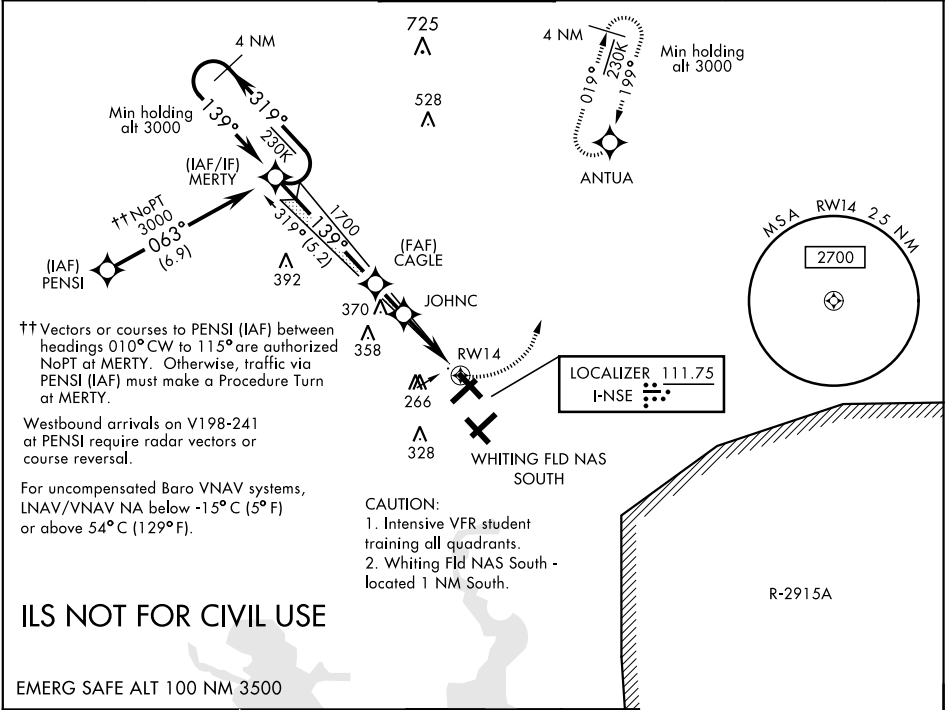 725
4 NM
4 NM
Min holding
alt 3000
019°
230K
199°
528
319°
139°
230K
Min holding
alt 3000
(IAF/IF)
MERTY
ANTUA
†† NoPT
3000
063°
(6.9)
(IAF)
PENSI
1700
139°
319° (5.2)
(FAF)
CAGLE
392
MSA RW14 25 NM
2700
370
JOHNC
358
†† Vectors or courses to PENSI (IAF) between
headings 010° CW to 115° are authorized
NoPT at MERTY. Otherwise, traffic via
PENSI (IAF) must make a Procedure Turn
at MERTY.
RW14
266
LOCALIZER 111.75
I-NSE
Westbound arrivals on V198-241
at PENSI require radar vectors or
course reversal.
328
WHITING FLD NAS
SOUTH
For uncompensated Baro VNAV systems,
LNAV/VNAV NA below -15° C (5° F)
or above 54° C (129° F).
CAUTION:
1. Intensive VFR student
training all quadrants.
2. Whiting Fld NAS South -
located 1 NM South.
R-2915A
ILS NOT FOR CIVIL USE
EMERG SAFE ALT 100 NM 3500